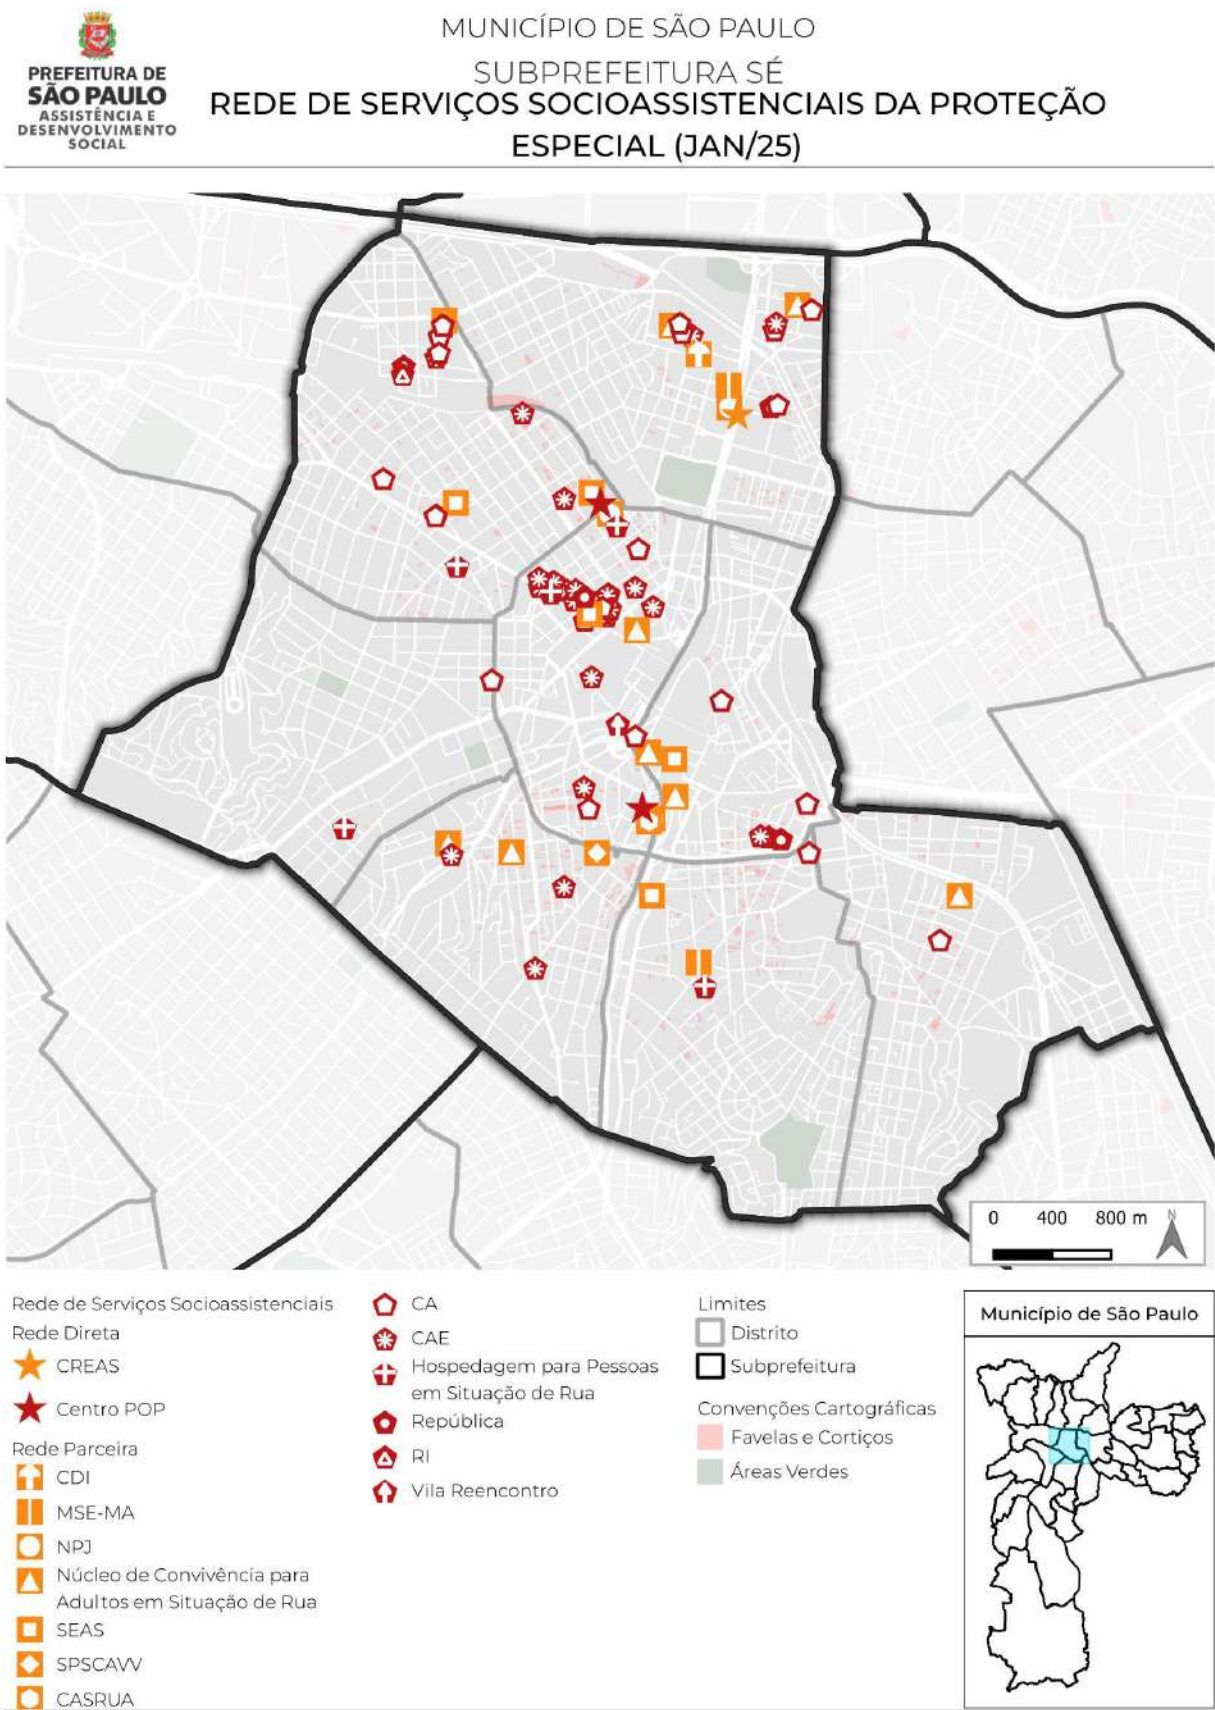 PREFEITURA DE
SÃO PAULO
ASSISTÊNCIA E
DESENVOLVIMENTO
SOCIAL
MUNICÍPIO DE SÃO PAULO
SUBPREFEITURA SÉ
REDE DE SERVIÇOS SOCIOASSISTENCIAIS DA PROTEÇÃO
ESPECIAL (JAN/25)
0 400 800 m
N
Rede de Serviços Socioassistenciais
Rede Direta
CREAS
Centro POP
Rede Parceira
CDI
MSE-MA
NPJ
Núcleo de Convivência para
Adultos em Situação de Rua
SEAS
SPSCAVV
CASRUA
CA
CAE
Hospedagem para Pessoas
em Situação de Rua
República
RI
Vila Reencontro
Limites
Distrito
Subprefeitura
Convenções Cartográficas
Favelas e Cortiços
Áreas Verdes
Município de São Paulo